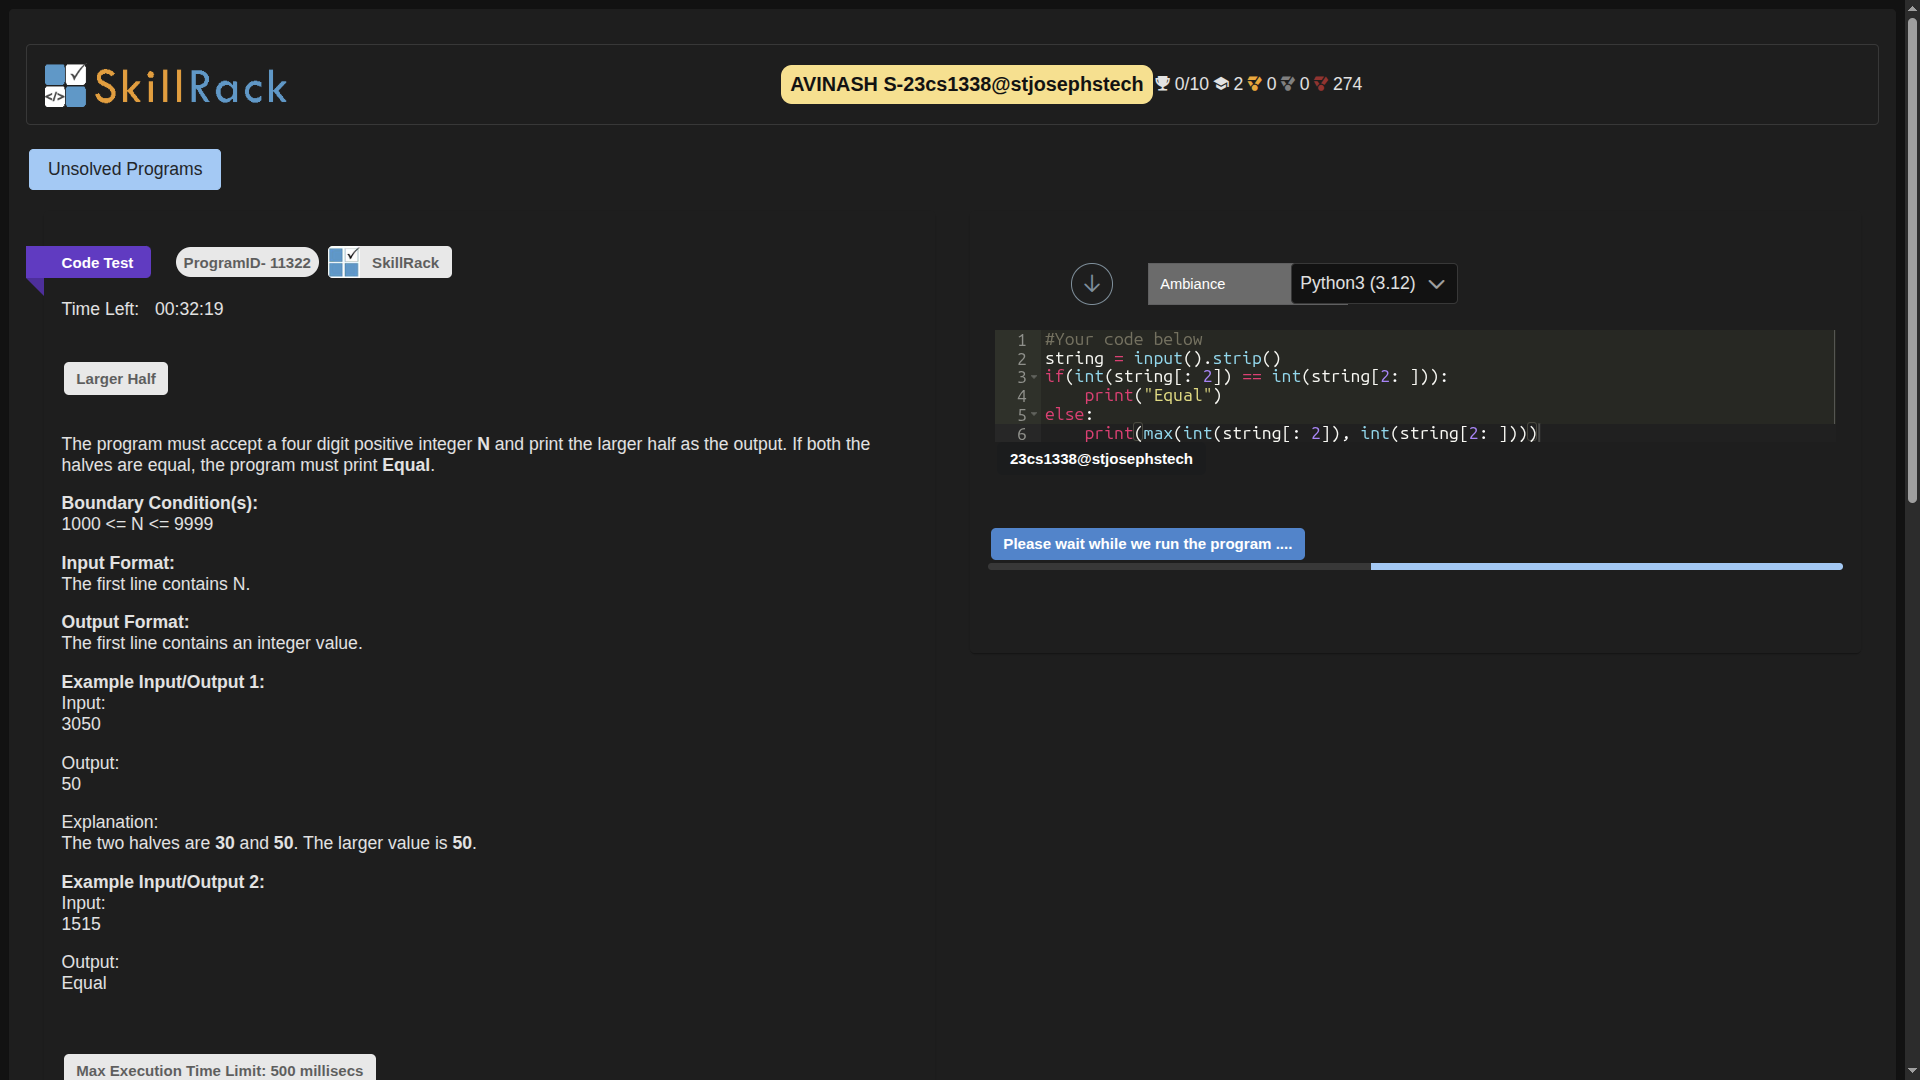 SkillRack
AVINASH S-23cs1338@stjosephstech 0/10 2 0 0 274
Unsolved Programs
Code Test ProgramID- 11322 SkillRack
Time Left: 00:32:19
Larger Half
The program must accept a four digit positive integer N and print the larger half as the output. If both the
halves are equal, the program must print Equal.
Boundary Condition(s):
1000 <= N <= 9999
Input Format:
The first line contains N.
Output Format:
The first line contains an integer value.
Example Input/Output 1:
Input:
3050
Output:
50
Explanation:
The two halves are 30 and 50. The larger value is 50.
Example Input/Output 2:
Input:
1515
Output:
Equal
Max Execution Time Limit: 500 millisecs
Ambiance Python3 (3.12)
1 #Your code below
2 string = input().strip()
3 if(int(string[: 2]) == int(string[2: ])):
4     print("Equal")
5 else:
6     print(max(int(string[: 2]), int(string[2: ])))
23cs1338@stjosephstech
Please wait while we run the program ....